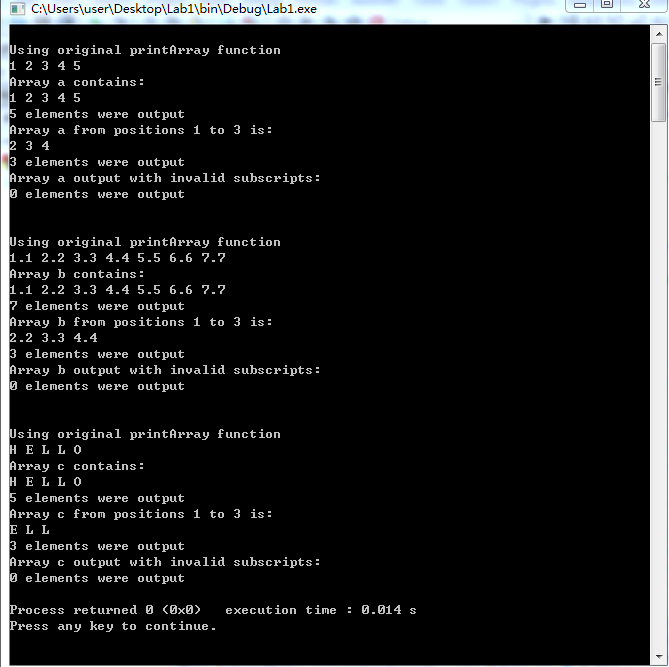 C:\Users\user\Desktop\Lab1\bin\Debug\Lab1.exe
Using original printArray function
1 2 3 4 5
Array a contains:
1 2 3 4 5
5 elements were output
Array a from positions 1 to 3 is:
2 3 4
3 elements were output
Array a output with invalid subscripts:
0 elements were output
Using original printArray function
1.1 2.2 3.3 4.4 5.5 6.6 7.7
Array b contains:
1.1 2.2 3.3 4.4 5.5 6.6 7.7
7 elements were output
Array b from positions 1 to 3 is:
2.2 3.3 4.4
3 elements were output
Array b output with invalid subscripts:
0 elements were output
Using original printArray function
H E L L O
Array c contains:
H E L L O
5 elements were output
Array c from positions 1 to 3 is:
E L L
3 elements were output
Array c output with invalid subscripts:
0 elements were output
Process returned 0 (0x0)   execution time : 0.014 s
Press any key to continue.